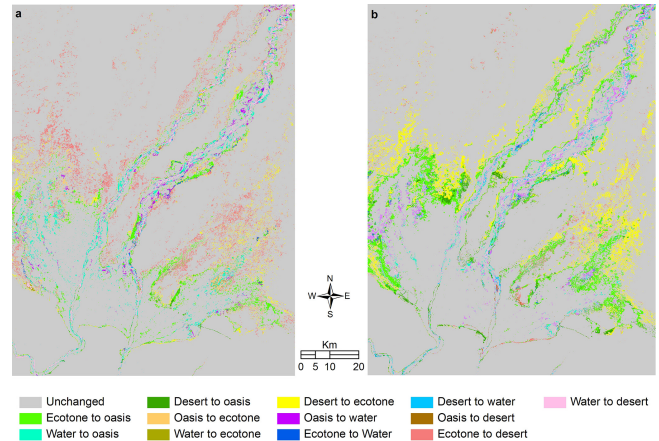 a
b
N
W E
S
Km
0 5 10 20
Unchanged Desert to oasis Desert to ecotone Desert to water Water to desert
Ecotone to oasis Oasis to ecotone Oasis to water Oasis to desert
Water to oasis Water to ecotone Ecotone to Water Ecotone to desert